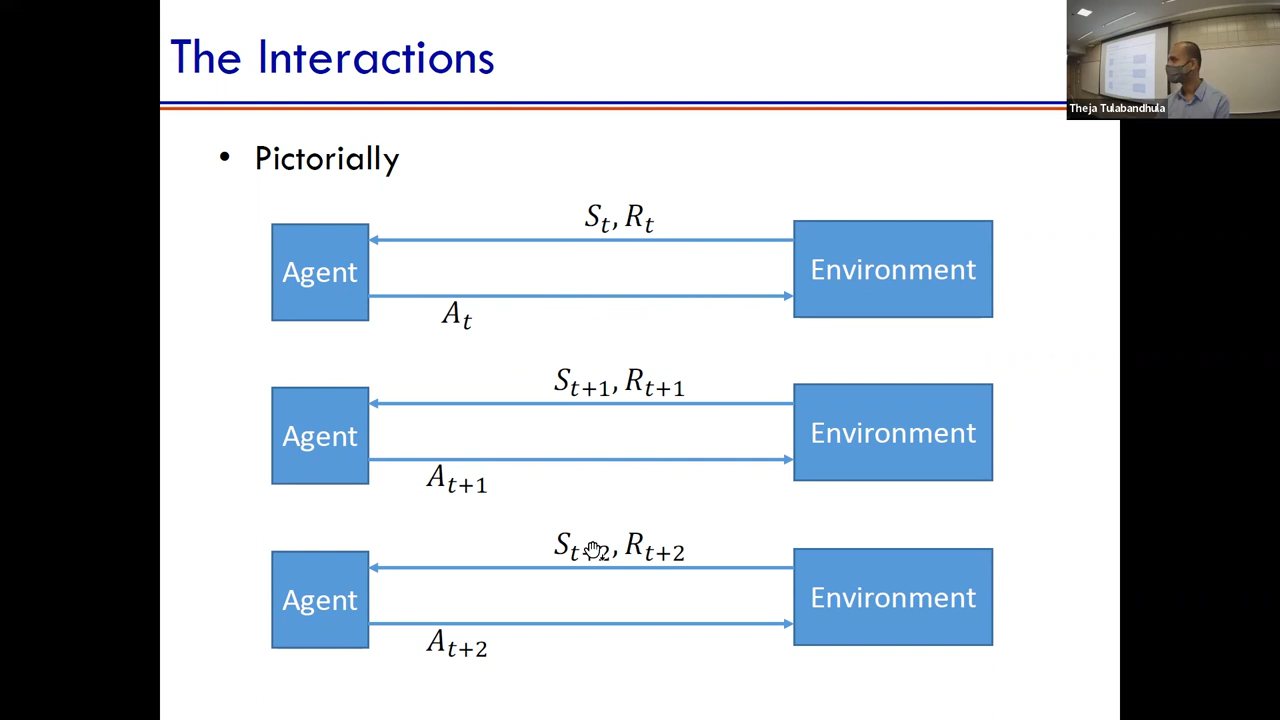 The Interactions
Theja Tulabandhula
• Pictorially
S_t, R_t
Agent
Environment
A_t
S_{t+1}, R_{t+1}
Agent
Environment
A_{t+1}
S_{t+2}, R_{t+2}
Agent
Environment
A_{t+2}